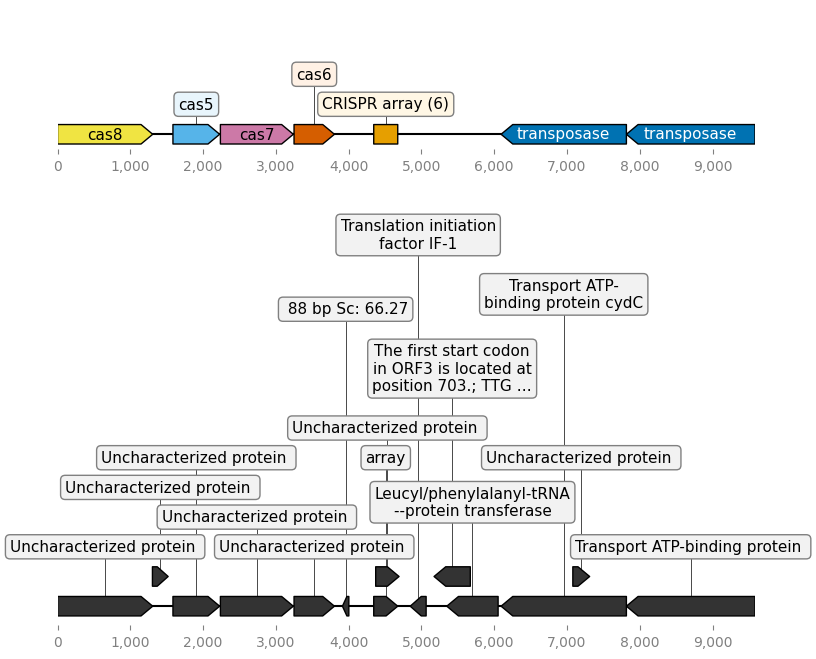 cas6
cas5
CRISPR array (6)
cas8
cas7
transposase
transposase
0
1,000
2,000
3,000
4,000
5,000
6,000
7,000
8,000
9,000
Translation initiation
factor IF-1
Transport ATP-
binding protein cydC
88 bp Sc: 66.27
The first start codon
in ORF3 is located at
position 703.; TTG ...
Uncharacterized protein
Uncharacterized protein
array
Uncharacterized protein
Uncharacterized protein
Leucyl/phenylalanyl-tRNA
--protein transferase
Uncharacterized protein
Uncharacterized protein
Uncharacterized protein
Transport ATP-binding protein
0
1,000
2,000
3,000
4,000
5,000
6,000
7,000
8,000
9,000